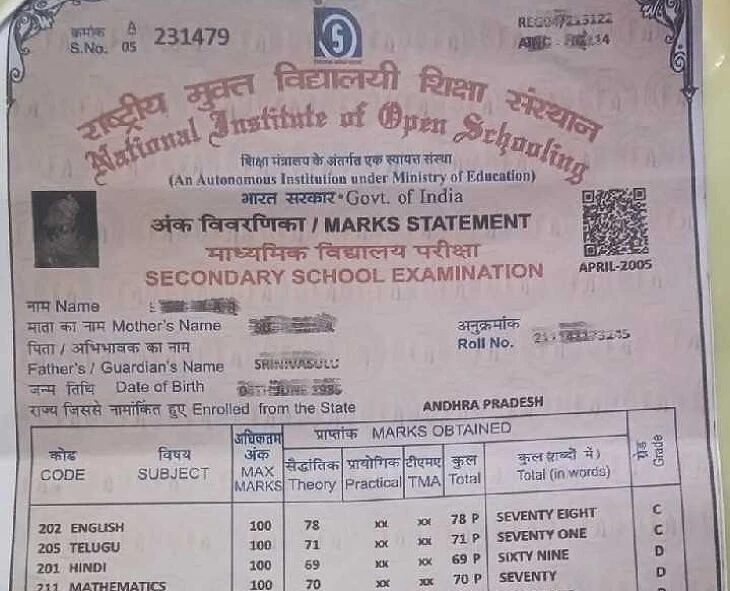 क्रमांक A 231479
S.No. 05
राष्ट्रीय मुक्त विद्यालयी शिक्षा संस्थान
National Institute of Open Schooling
शिक्षा मंत्रालय के अंतर्गत एक स्वायत्त संस्था
(An Autonomous Institution under Ministry of Education)
भारत सरकार • Govt. of India
अंक विवरणिका / MARKS STATEMENT
माध्यमिक विद्यालय परीक्षा
SECONDARY SCHOOL EXAMINATION
APRIL-2005
नाम Name
माता का नाम Mother's Name
अनुक्रमांक
Roll No.
पिता / अभिभावक का नाम
Father's / Guardian's Name SRINIVASULU
जन्म तिथि Date of Birth
राज्य जिससे नामांकित हुए Enrolled from the State ANDHRA PRADESH
कोड CODE
विषय SUBJECT
अधिकतम अंक MAX MARKS
प्राप्तांक MARKS OBTAINED
सैद्धांतिक Theory
प्रायोगिक Practical
टीएमए TMA
कुल Total
कुल (शब्दों में) Total (in words)
ग्रेड Grade
202 ENGLISH 100 78 xx xx 78 P SEVENTY EIGHT C
205 TELUGU 100 71 xx xx 71 P SEVENTY ONE C
201 HINDI 100 69 xx xx 69 P SIXTY NINE D
211 MATHEMATICS 100 70 xx xx 70 P SEVENTY D